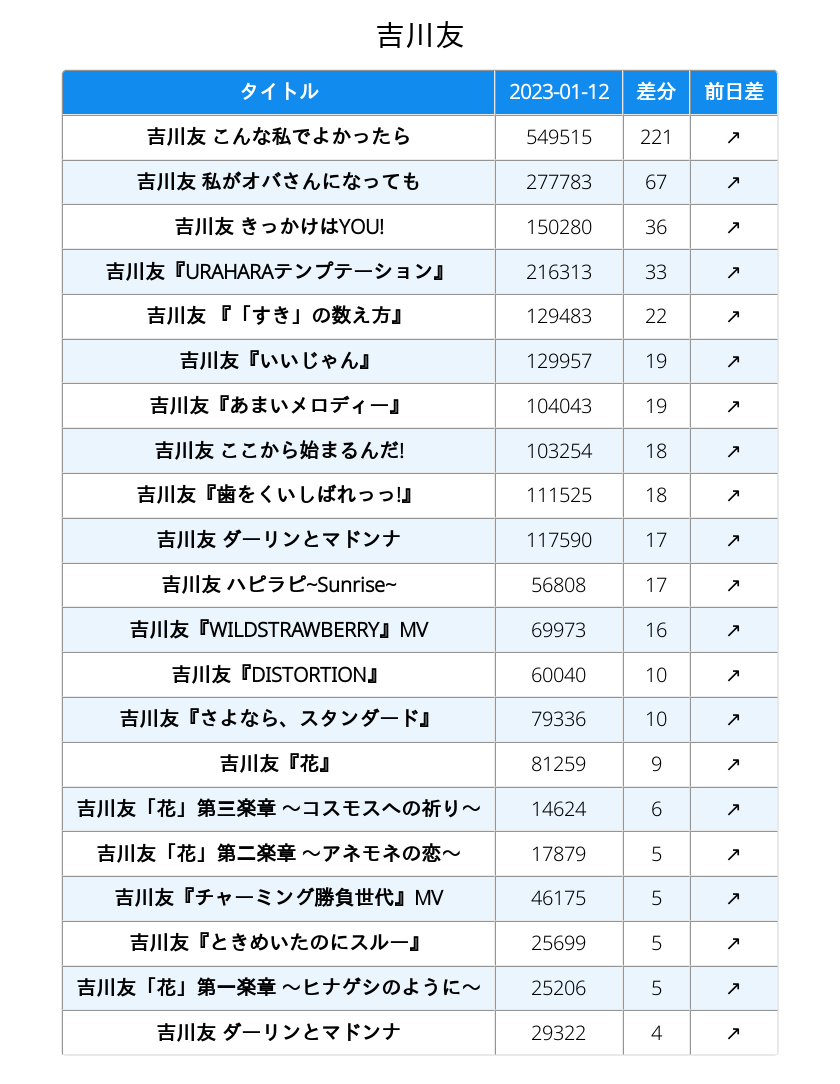 吉川友
タイトル 2023-01-12 差分 前日差
吉川友 こんな私でよかったら 549515 221 ↗
吉川友 私がオバさんになっても 277783 67 ↗
吉川友 きっかけはYOU! 150280 36 ↗
吉川友『URAHARAテンプテーション』 216313 33 ↗
吉川友 『「すき」の数え方』 129483 22 ↗
吉川友『いいじゃん』 129957 19 ↗
吉川友『あまいメロディー』 104043 19 ↗
吉川友 ここから始まるんだ! 103254 18 ↗
吉川友『歯をくいしばれっっ!』 111525 18 ↗
吉川友 ダーリンとマドンナ 117590 17 ↗
吉川友 ハピラピ~Sunrise~ 56808 17 ↗
吉川友『WILDSTRAWBERRY』MV 69973 16 ↗
吉川友『DISTORTION』 60040 10 ↗
吉川友『さよなら、スタンダード』 79336 10 ↗
吉川友『花』 81259 9 ↗
吉川友「花」第三楽章 〜コスモスへの祈り〜 14624 6 ↗
吉川友「花」第二楽章 〜アネモネの恋〜 17879 5 ↗
吉川友『チャーミング勝負世代』MV 46175 5 ↗
吉川友『ときめいたのにスルー』 25699 5 ↗
吉川友「花」第一楽章 〜ヒナゲシのように〜 25206 5 ↗
吉川友 ダーリンとマドンナ 29322 4 ↗